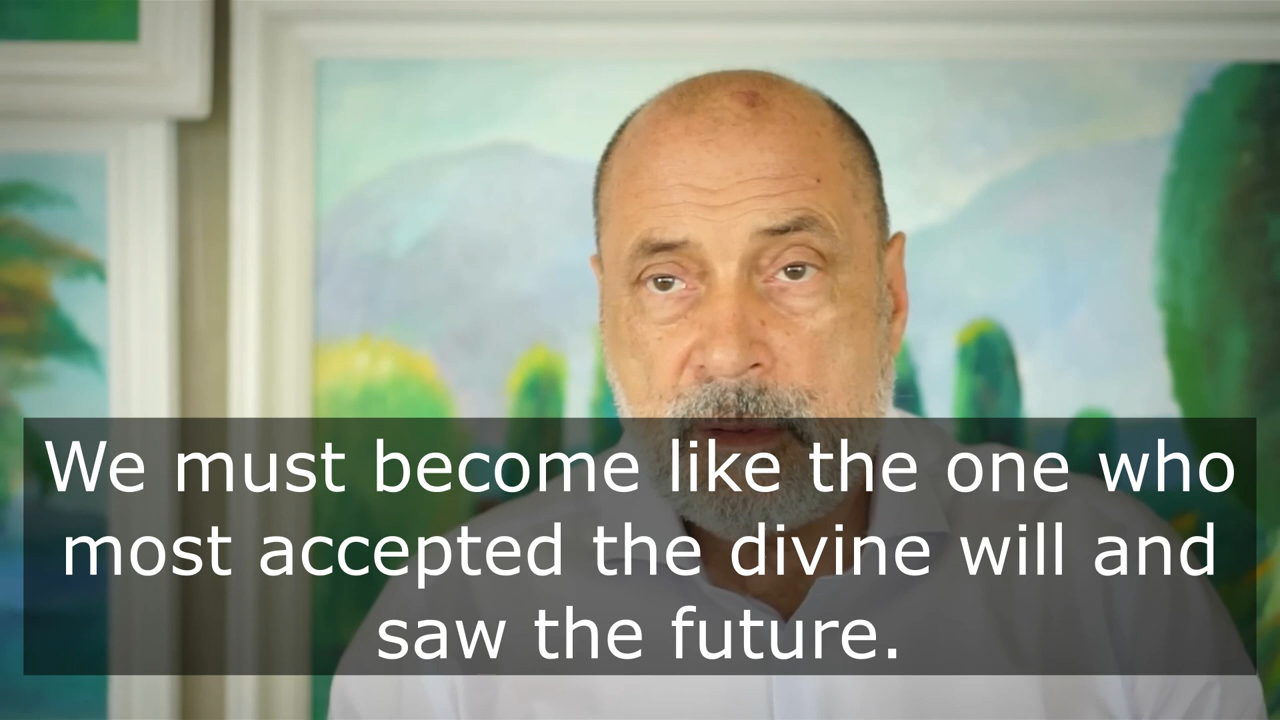 We must become like the one who
most accepted the divine will and
saw the future.